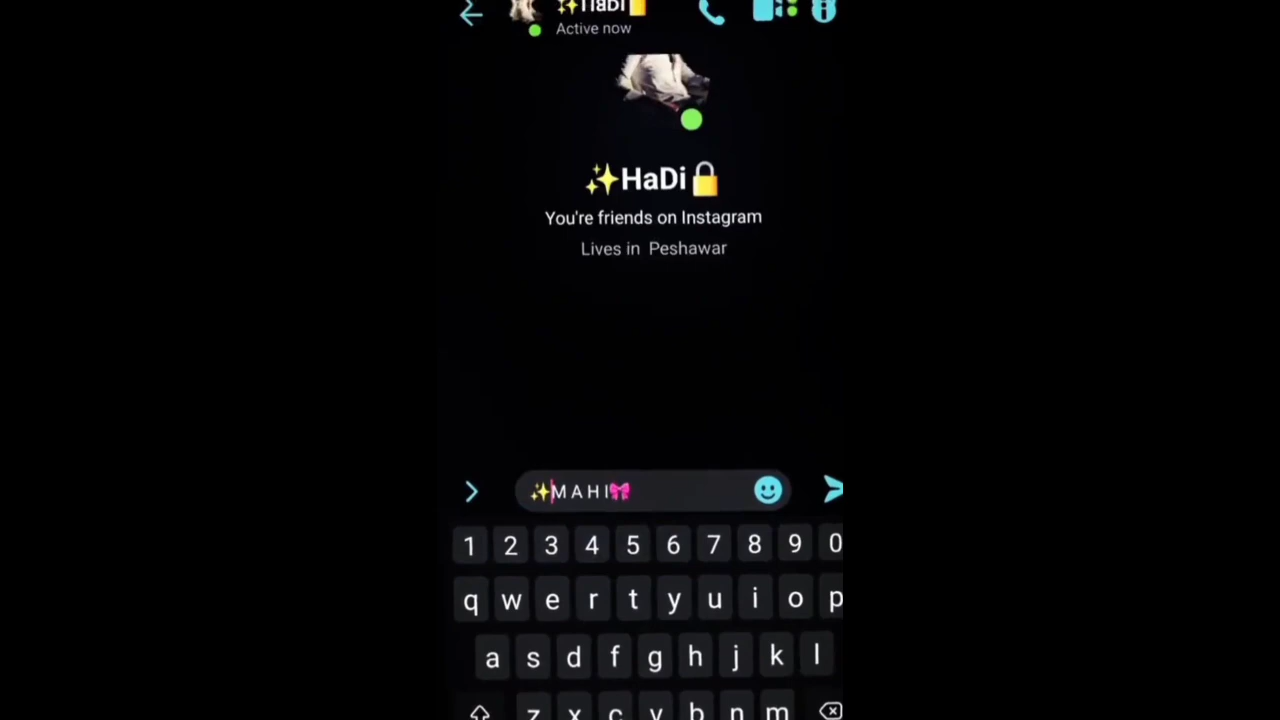 ✨HaDi🔒
Active now
✨HaDi🔒
You're friends on Instagram
Lives in Peshawar
✨M A H I🎀
1 2 3 4 5 6 7 8 9 0
q w e r t y u i o p
a s d f g h j k l
z x c v b n m